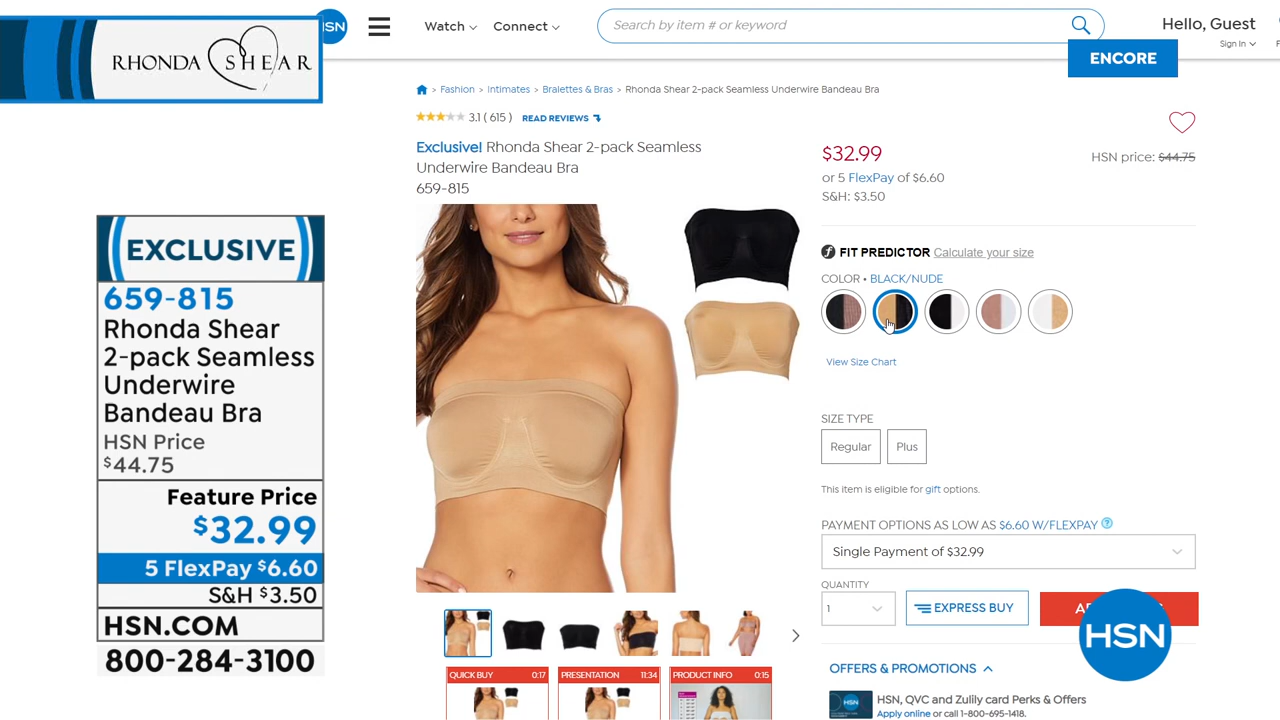 RHONDA SHEAR
HSN
Watch
Connect
Search by item # or keyword
Hello, Guest
Sign In
ENCORE
> Fashion > Intimates > Bralettes & Bras > Rhonda Shear 2-pack Seamless Underwire Bandeau Bra
3.1 ( 615 ) READ REVIEWS
Exclusive! Rhonda Shear 2-pack Seamless
Underwire Bandeau Bra
659-815
$32.99
HSN price: $44.75
or 5 FlexPay of $6.60
S&H: $3.50
FIT PREDICTOR Calculate your size
COLOR • BLACK/NUDE
View Size Chart
SIZE TYPE
Regular
Plus
This item is eligible for gift options.
PAYMENT OPTIONS AS LOW AS $6.60 W/FLEXPAY ?
Single Payment of $32.99
QUANTITY
1
EXPRESS BUY
HSN
OFFERS & PROMOTIONS
HSN
HSN, QVC and Zulily card Perks & Offers
Apply online or call 1-800-695-1418.
QUICK BUY 0:17
PRESENTATION 11:34
PRODUCT INFO 0:15
EXCLUSIVE
659-815
Rhonda Shear
2-pack Seamless
Underwire
Bandeau Bra
HSN Price
$44.75
Feature Price
$32.99
5 FlexPay $6.60
S&H $3.50
HSN.COM
800-284-3100